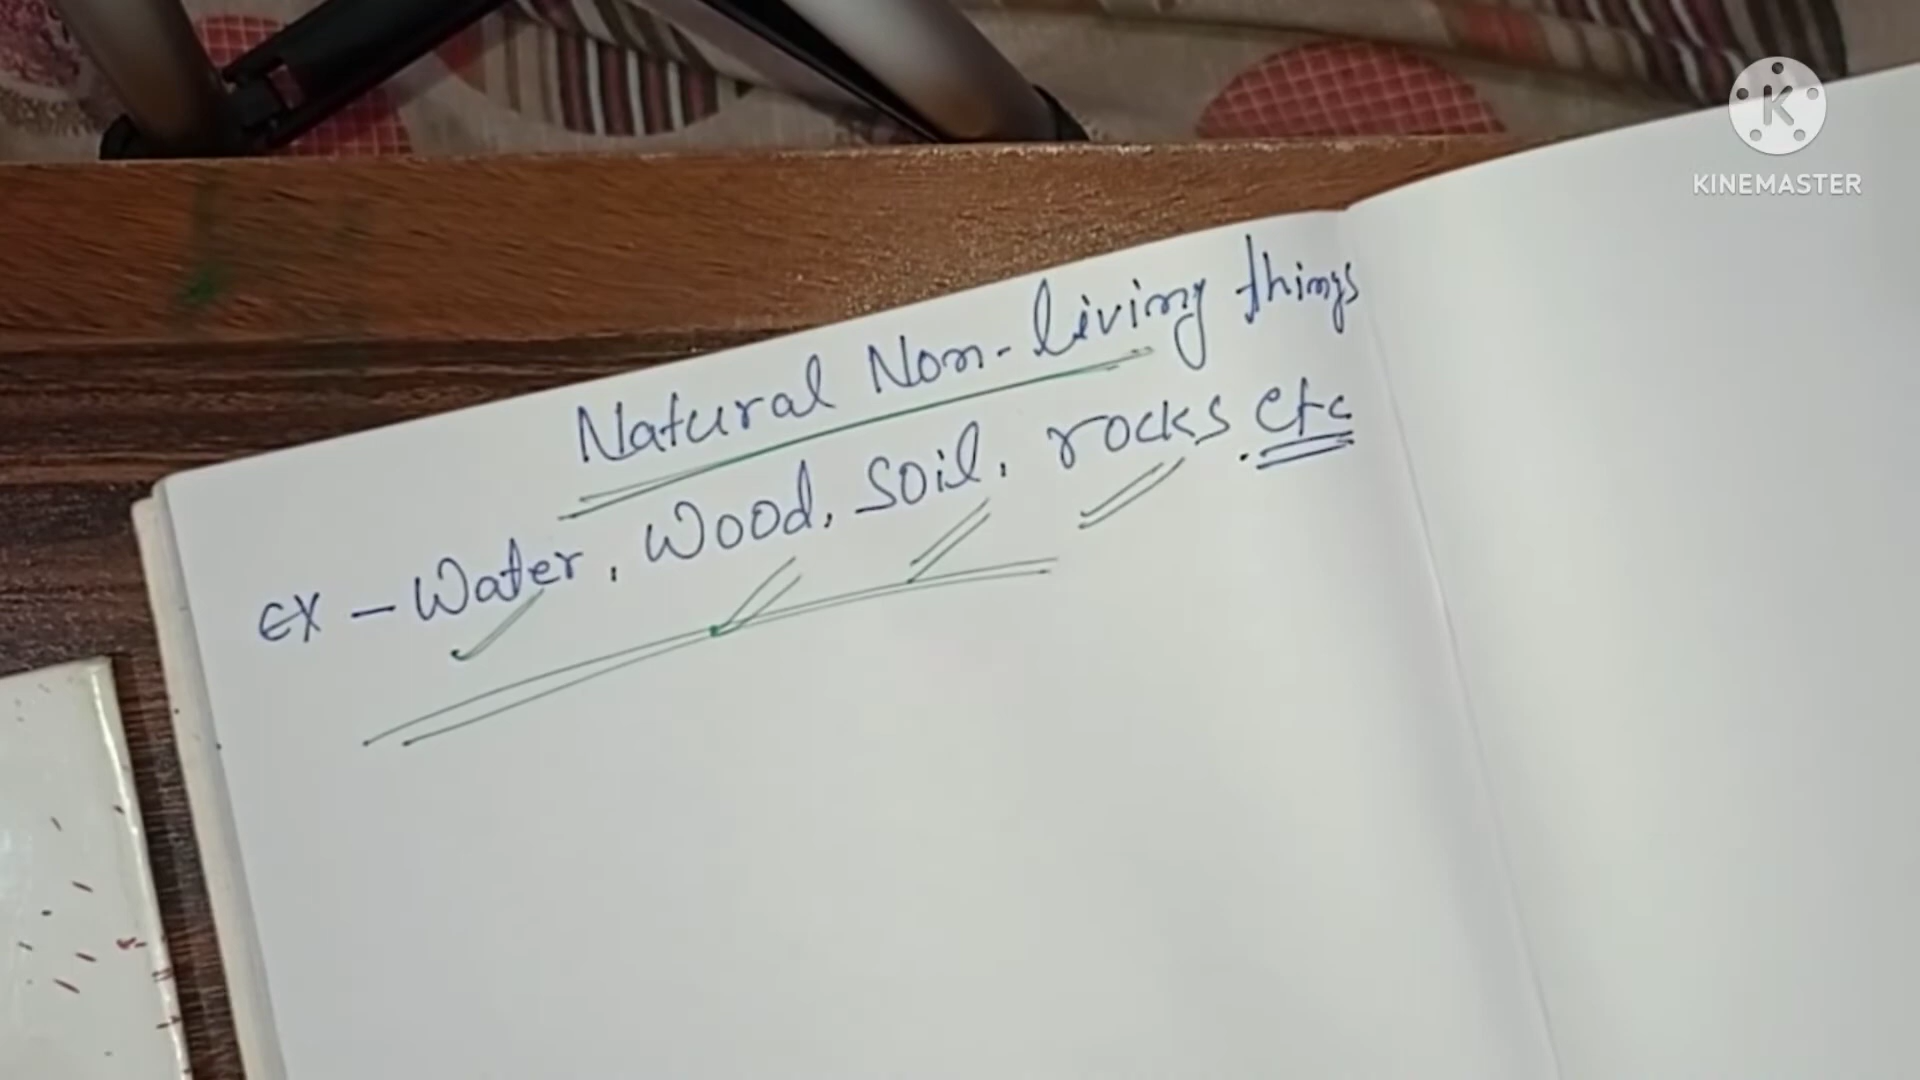 KINEMASTER
Natural Non-living things
EX - Water, Wood, Soil, rocks etc